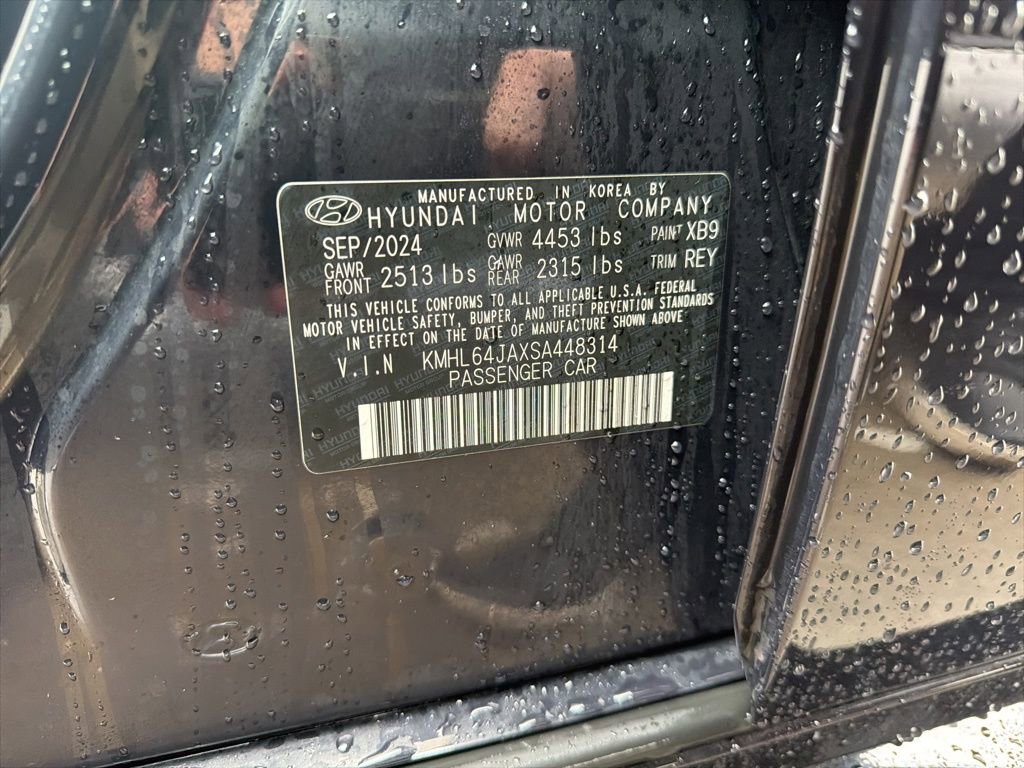 MANUFACTURED IN KOREA BY
HYUNDAI MOTOR COMPANY
SEP/2024 GVWR 4453 lbs PAINT XB9
GAWR FRONT 2513 lbs GAWR REAR 2315 lbs TRIM REY
THIS VEHICLE CONFORMS TO ALL APPLICABLE U.S.A. FEDERAL
MOTOR VEHICLE SAFETY, BUMPER, AND THEFT PREVENTION STANDARDS
IN EFFECT ON THE DATE OF MANUFACTURE SHOWN ABOVE
V.I.N KMHL64JAXSA448314
PASSENGER CAR